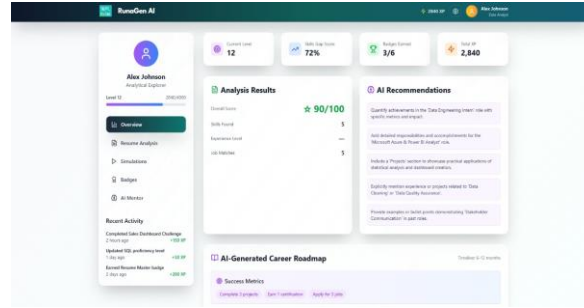 RunaGen AI
2840 XP
Alex Johnson
Data Analyst
Alex Johnson
Analytical Explorer
Level 12
Overview
Resume Analysis
Simulations
Badges
AI Mentor
Recent Activity
Completed Sales Dashboard Challenge
2 hours ago
+150 XP
Updated SQL proficiency level
1 day ago
+50 XP
Earned Resume Master badge
2 days ago
+200 XP
Current Level
12
Skills Gap Score
72%
Badges Earned
3/6
Total XP
2,840
Analysis Results
Overall Score
90/100
Skills Found
5
Experience Level
—
Job Matches
5
AI Recommendations
Quantify achievements in the 'Data Engineering Intern' role with
specific metrics and impact.
Add detailed responsibilities and accomplishments for the
'Microsoft Azure & Power BI Analyst' role.
Include a 'Projects' section to showcase practical applications of
statistical analysis and dashboard creation.
Explicitly mention experience or projects related to 'Data
Cleaning' or 'Data Quality Assurance'.
Provide examples or bullet points demonstrating 'Stakeholder
Communication' in past roles.
AI-Generated Career Roadmap
Timeline: 6-12 months
Success Metrics
Complete 3 projects
Earn 1 certification
Apply for 5 jobs